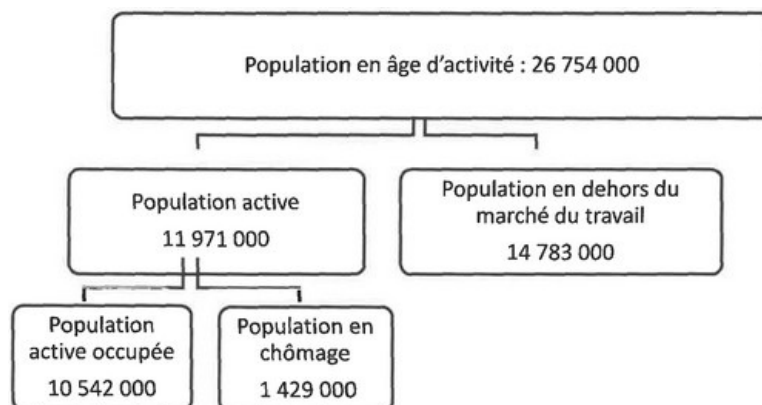 Population en âge d'activité : 26 754 000
Population active
11 971 000
Population en dehors du
marché du travail
14 783 000
Population
active occupée
10 542 000
Population en
chômage
1 429 000